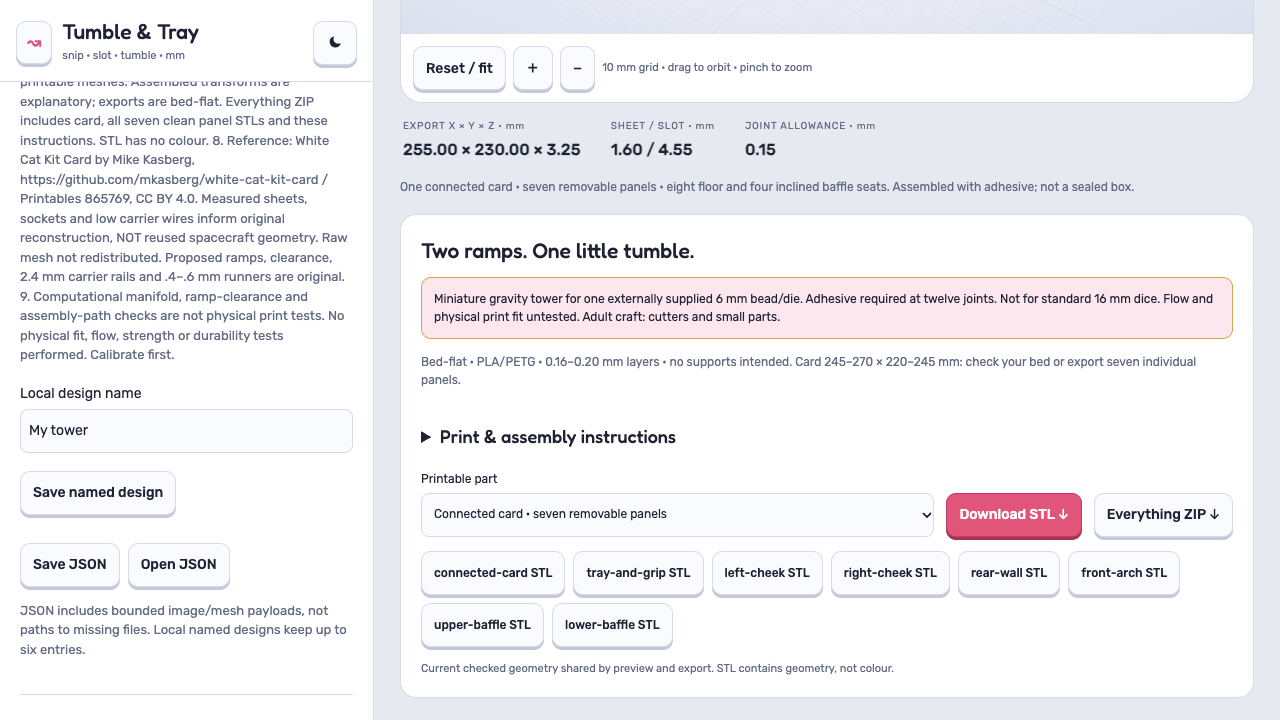 Tumble & Tray
snip • slot • tumble • mm
printable meshes. Assembled transforms are
explanatory; exports are bed-flat. Everything ZIP
includes card, all seven clean panel STLs and these
instructions. STL has no colour. 8. Reference: White
Cat Kit Card by Mike Kasberg,
https://github.com/mkasberg/white-cat-kit-card /
Printables 865769, CC BY 4.0. Measured sheets,
sockets and low carrier wires inform original
reconstruction, NOT reused spacecraft geometry. Raw
mesh not redistributed. Proposed ramps, clearance,
2.4 mm carrier rails and .4–.6 mm runners are original.
9. Computational manifold, ramp-clearance and
assembly-path checks are not physical print tests. No
physical fit, flow, strength or durability tests
performed. Calibrate first.
Local design name
My tower
Save named design
Save JSON
Open JSON
JSON includes bounded image/mesh payloads, not
paths to missing files. Local named designs keep up to
six entries.
Reset / fit
+
−
10 mm grid • drag to orbit • pinch to zoom
EXPORT X × Y × Z • mm
255.00 × 230.00 × 3.25
SHEET / SLOT • mm
1.60 / 4.55
JOINT ALLOWANCE • mm
0.15
One connected card • seven removable panels • eight floor and four inclined baffle seats. Assembled with adhesive; not a sealed box.
Two ramps. One little tumble.
Miniature gravity tower for one externally supplied 6 mm bead/die. Adhesive required at twelve joints. Not for standard 16 mm dice. Flow and
physical print fit untested. Adult craft: cutters and small parts.
Bed-flat • PLA/PETG • 0.16–0.20 mm layers • no supports intended. Card 245–270 × 220–245 mm: check your bed or export seven individual
panels.
▶ Print & assembly instructions
Printable part
Connected card • seven removable panels
Download STL ↓
Everything ZIP ↓
connected-card STL
tray-and-grip STL
left-cheek STL
right-cheek STL
rear-wall STL
front-arch STL
upper-baffle STL
lower-baffle STL
Current checked geometry shared by preview and export. STL contains geometry, not colour.